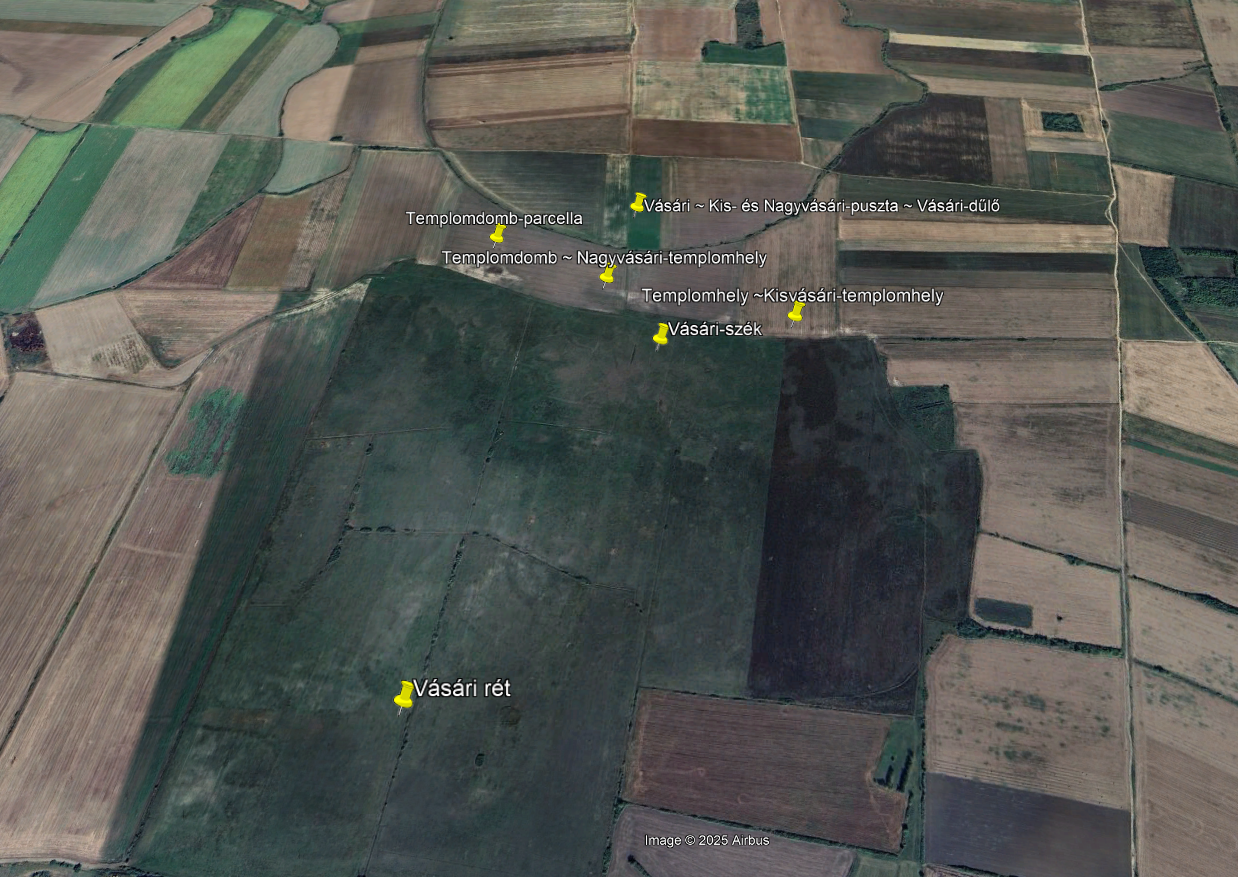 Vásári ~ Kis- és Nagyvásári-puszta ~ Vásári-dűlő
Templomdomb-parcella
Templomdomb ~ Nagyvásári-templomhely
Templomhely ~Kisvásári-templomhely
Vásári-szék
Vásári rét
Image © 2025 Airbus